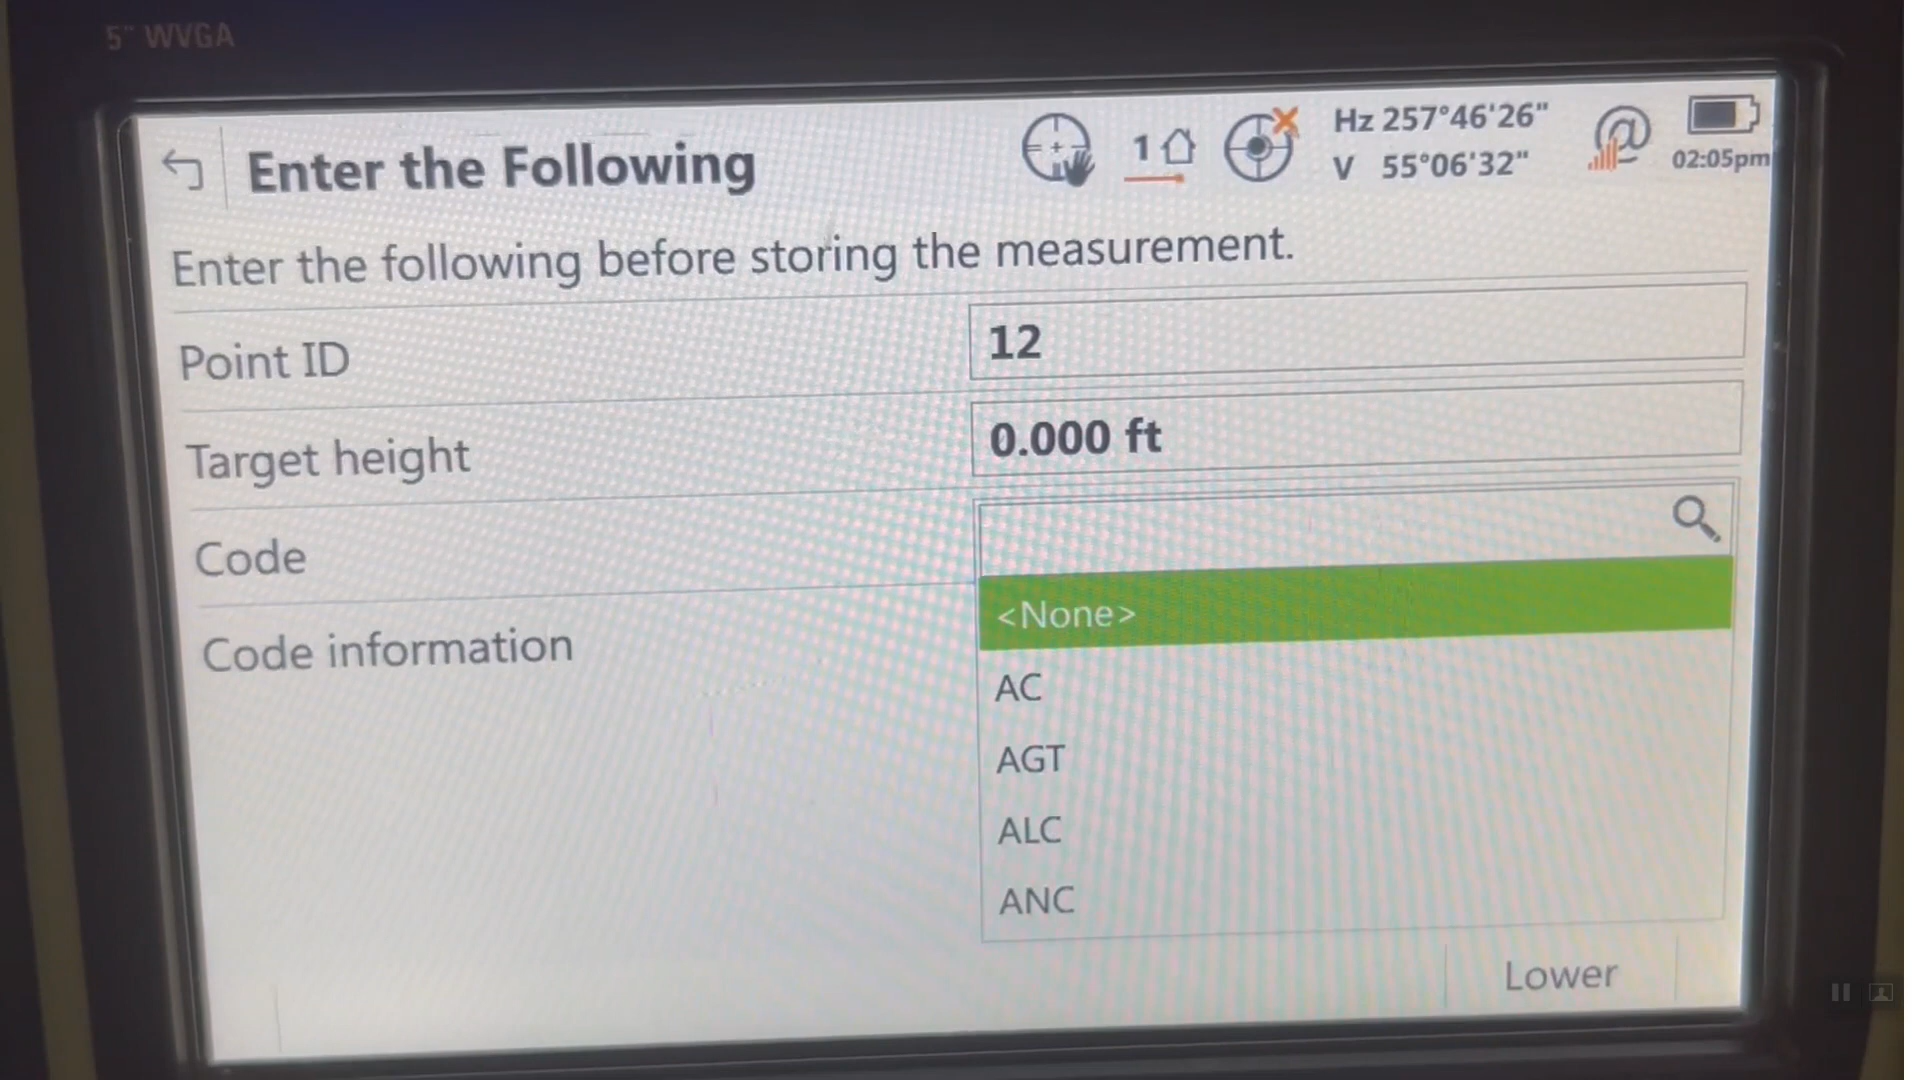 5" WVGA
Enter the Following
1
Hz 257°46'26"
V 55°06'32"
02:05pm
Enter the following before storing the measurement.
Point ID
12
Target height
0.000 ft
Code
<None>
Code information
AC
AGT
ALC
ANC
Lower